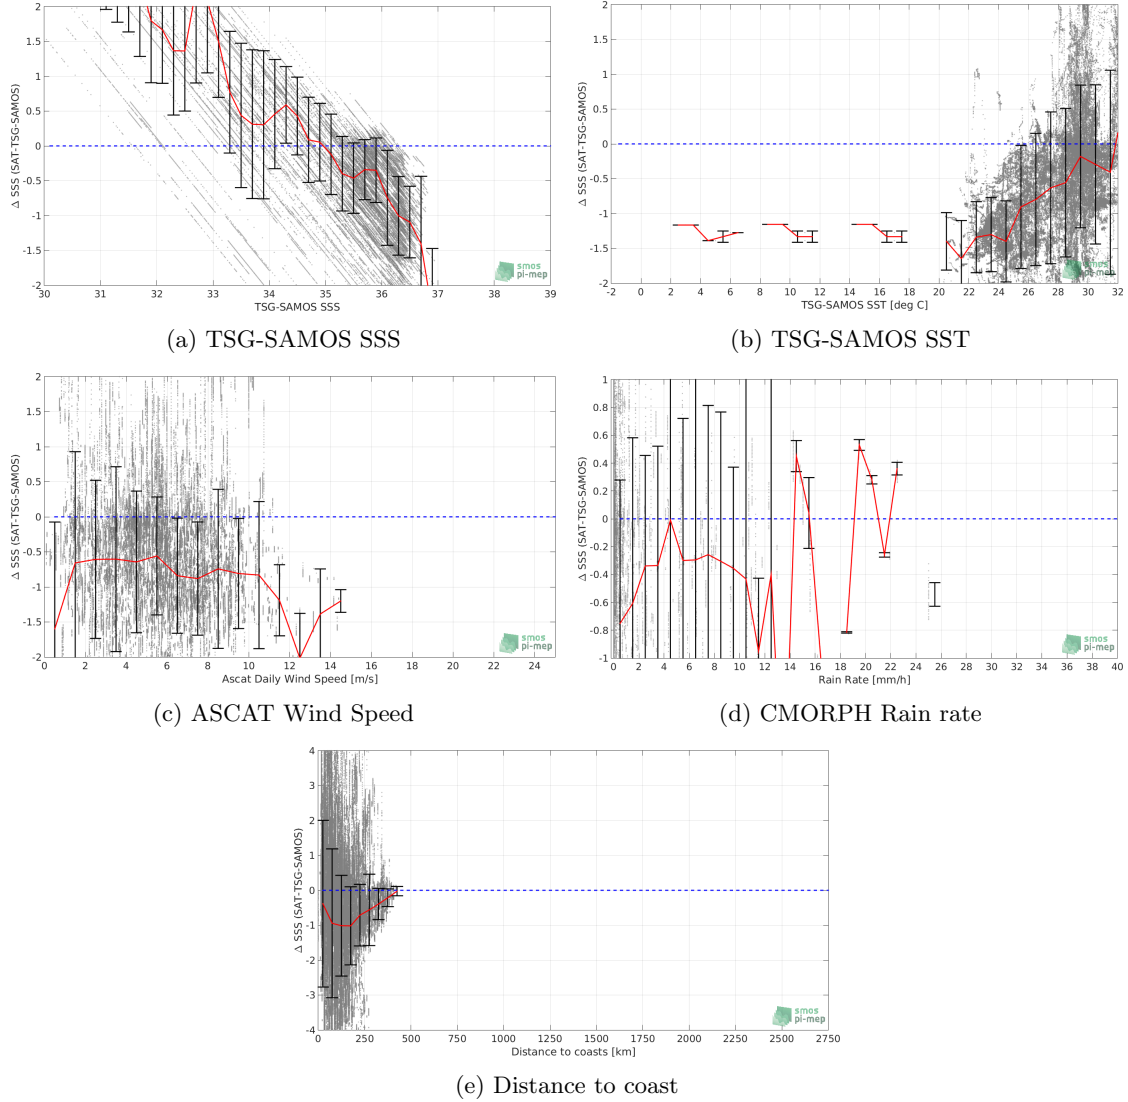 2
1.5
1
0.5
0
-0.5
-1
-1.5
-2
Δ SSS (SAT-TSG-SAMOS)
30 31 32 33 34 35 36 37 38 39
TSG-SAMOS SSS
smos
pi-mep
(a) TSG-SAMOS SSS
2
1.5
1
0.5
0
-0.5
-1
-1.5
-2
Δ SSS (SAT-TSG-SAMOS)
-2 0 2 4 6 8 10 12 14 16 18 20 22 24 26 28 30 32
TSG-SAMOS SST [deg C]
smos
pi-mep
(b) TSG-SAMOS SST
2
1.5
1
0.5
0
-0.5
-1
-1.5
-2
Δ SSS (SAT-TSG-SAMOS)
0 2 4 6 8 10 12 14 16 18 20 22 24
Ascat Daily Wind Speed [m/s]
smos
pi-mep
(c) ASCAT Wind Speed
1
0.8
0.6
0.4
0.2
0
-0.2
-0.4
-0.6
-0.8
-1
Δ SSS (SAT-TSG-SAMOS)
0 2 4 6 8 10 12 14 16 18 20 22 24 26 28 30 32 34 36 38 40
Rain Rate [mm/h]
smos
pi-mep
(d) CMORPH Rain rate
4
3
2
1
0
-1
-2
-3
-4
Δ SSS (SAT-TSG-SAMOS)
0 250 500 750 1000 1250 1500 1750 2000 2250 2500 2750
Distance to coasts [km]
smos
pi-mep
(e) Distance to coast